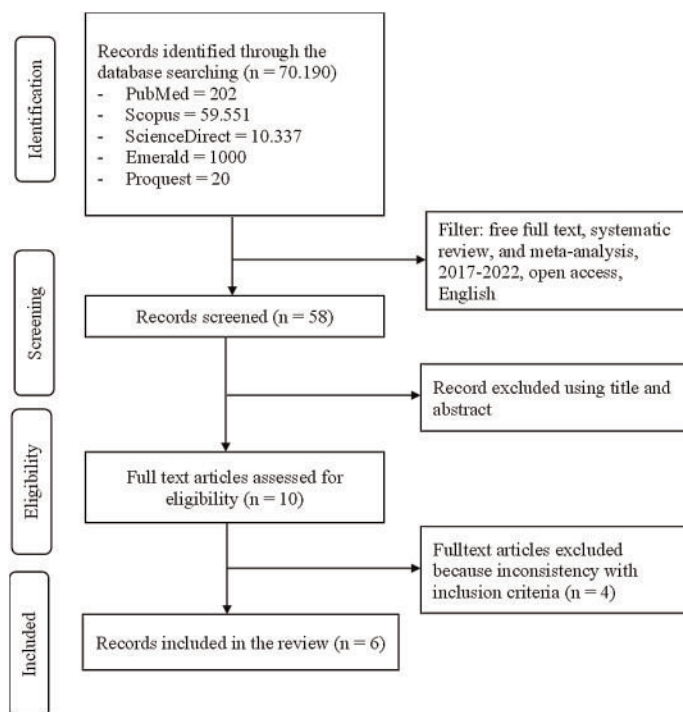 Identification
Records identified through the
database searching (n = 70.190)
- PubMed = 202
- Scopus = 59.551
- ScienceDirect = 10.337
- Emerald = 1000
- Proquest = 20
Filter: free full text, systematic
review, and meta-analysis,
2017-2022, open access,
English
Screening
Records screened (n = 58)
Record excluded using title and
abstract
Eligibility
Full text articles assessed for
eligibility (n = 10)
Fulltext articles excluded
because inconsistency with
inclusion criteria (n = 4)
Included
Records included in the review (n = 6)